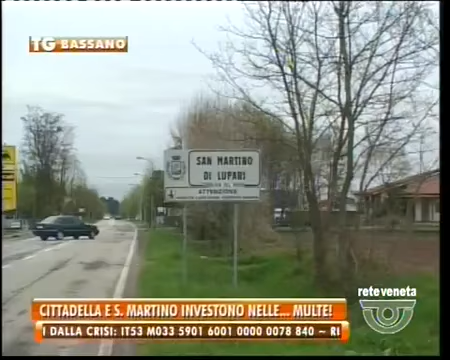 TG BASSANO
SAN MARTINO
DI LUPARI
ATTENZIONE
reteveneta
CITTADELLA E S. MARTINO INVESTONO NELLE... MULTE!
I DALLA CRISI: IT53 M033 5901 6001 0000 0078 840 – RI